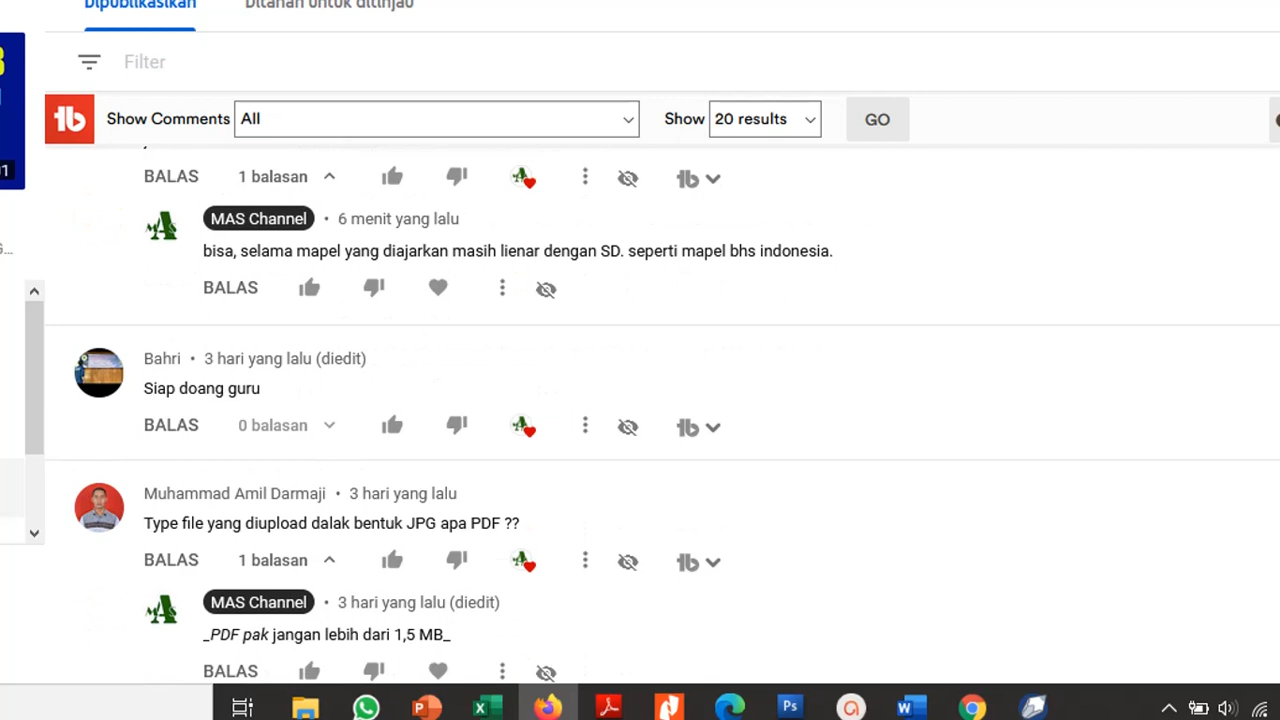 Dipublikasikan Ditahan untuk ditinjau
Filter
Show Comments All Show 20 results GO
BALAS 1 balasan
MAS Channel • 6 menit yang lalu
bisa, selama mapel yang diajarkan masih lienar dengan SD. seperti mapel bhs indonesia.
BALAS
Bahri • 3 hari yang lalu (diedit)
Siap doang guru
BALAS 0 balasan
Muhammad Amil Darmaji • 3 hari yang lalu
Type file yang diupload dalak bentuk JPG apa PDF ??
BALAS 1 balasan
MAS Channel • 3 hari yang lalu (diedit)
_PDF pak jangan lebih dari 1,5 MB_
BALAS